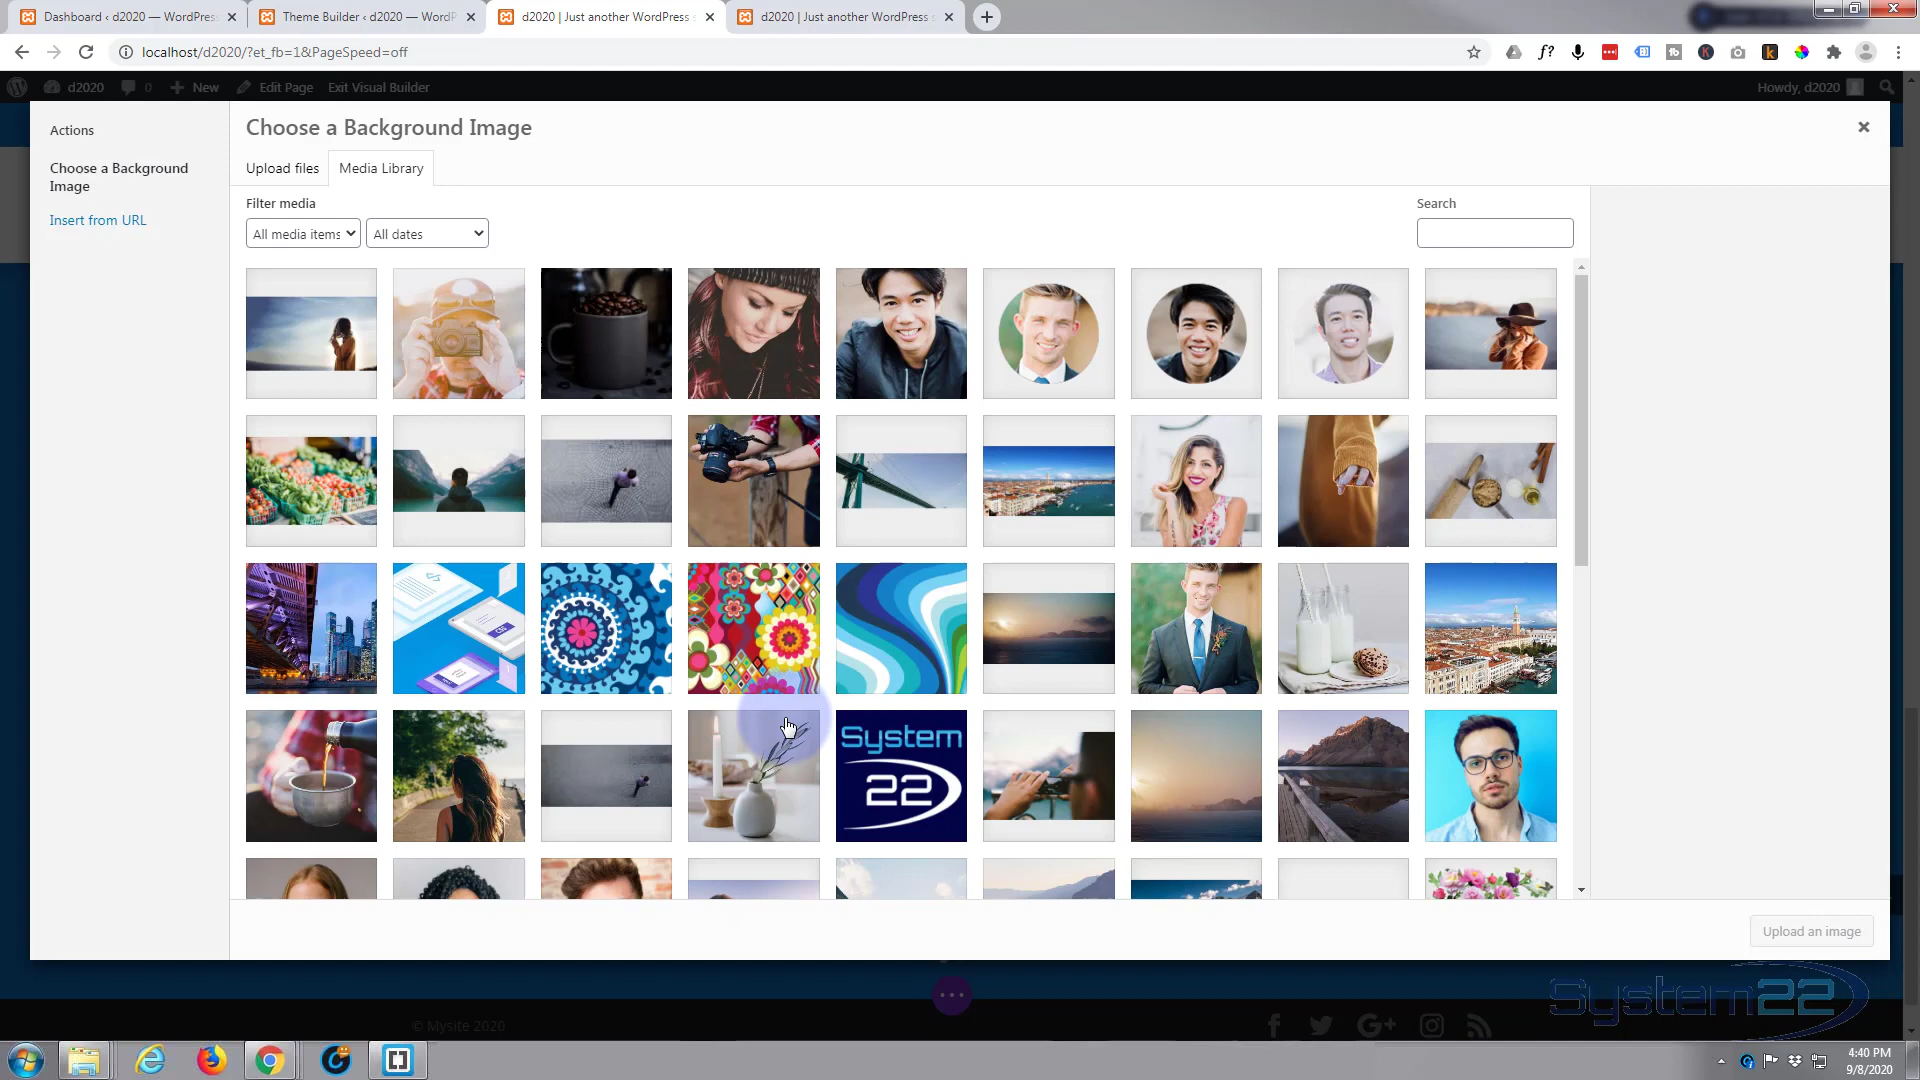 Dashboard ‹ d2020 — WordPress
Theme Builder ‹ d2020 — WordP
d2020 | Just another WordPress s
d2020 | Just another WordPress s
localhost/d2020/?et_fb=1&PageSpeed=off
d2020
0
New
Edit Page
Exit Visual Builder
Howdy, d2020
Actions
Choose a Background Image
Choose a Background
Image
Insert from URL
Upload files
Media Library
Filter media
All media items
All dates
Search
System
22
Upload an image
System22
© Mysite 2020
4:40 PM
9/8/2020